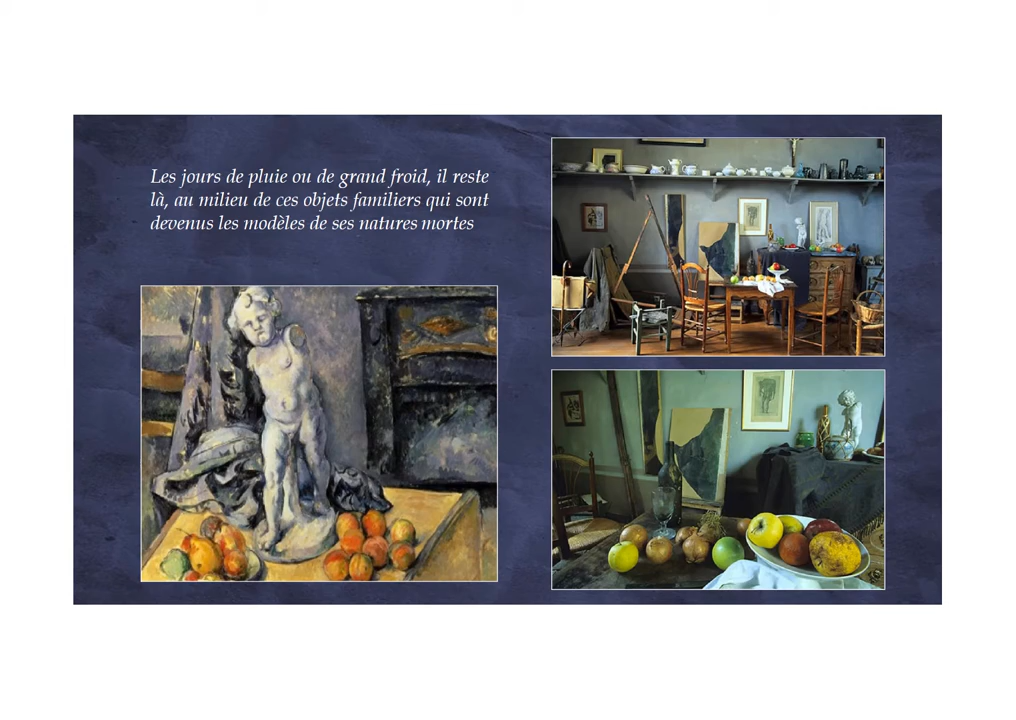 Les jours de pluie ou de grand froid, il reste
là, au milieu de ces objets familiers qui sont
devenus les modèles de ses natures mortes